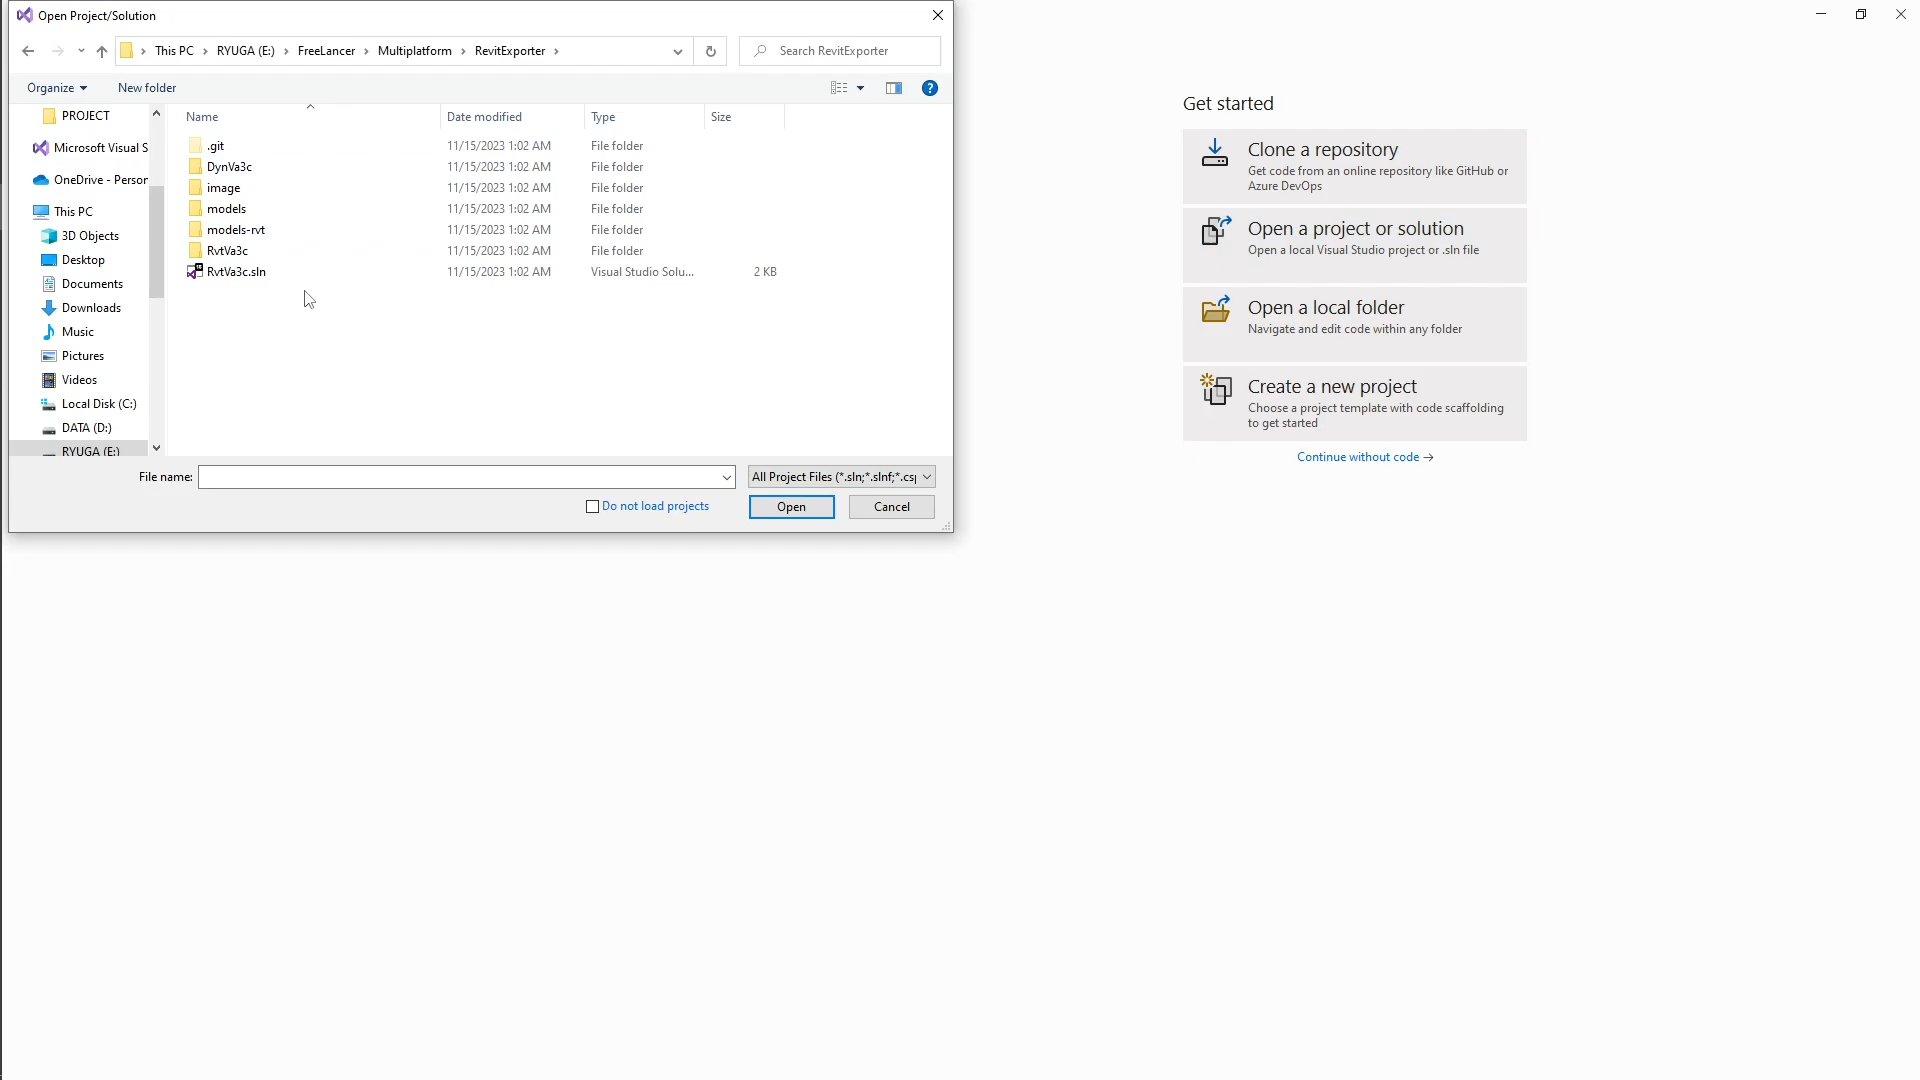 Open Project/Solution
This PC
RYUGA (E:)
FreeLancer
Multiplatform
RevitExporter
Search RevitExporter
Organize
New folder
PROJECT
Microsoft Visual S
OneDrive - Person
This PC
3D Objects
Desktop
Documents
Downloads
Music
Pictures
Videos
Local Disk (C:)
DATA (D:)
RYUGA (E:)
Name Date modified Type Size
.git 11/15/2023 1:02 AM File folder
DynVa3c 11/15/2023 1:02 AM File folder
image 11/15/2023 1:02 AM File folder
models 11/15/2023 1:02 AM File folder
models-rvt 11/15/2023 1:02 AM File folder
RvtVa3c 11/15/2023 1:02 AM File folder
RvtVa3c.sln 11/15/2023 1:02 AM Visual Studio Solu... 2 KB
File name:
All Project Files (*.sln;*.slnf;*.csp
Do not load projects
Open
Cancel
Get started
Clone a repository
Get code from an online repository like GitHub or
Azure DevOps
Open a project or solution
Open a local Visual Studio project or .sln file
Open a local folder
Navigate and edit code within any folder
Create a new project
Choose a project template with code scaffolding
to get started
Continue without code →